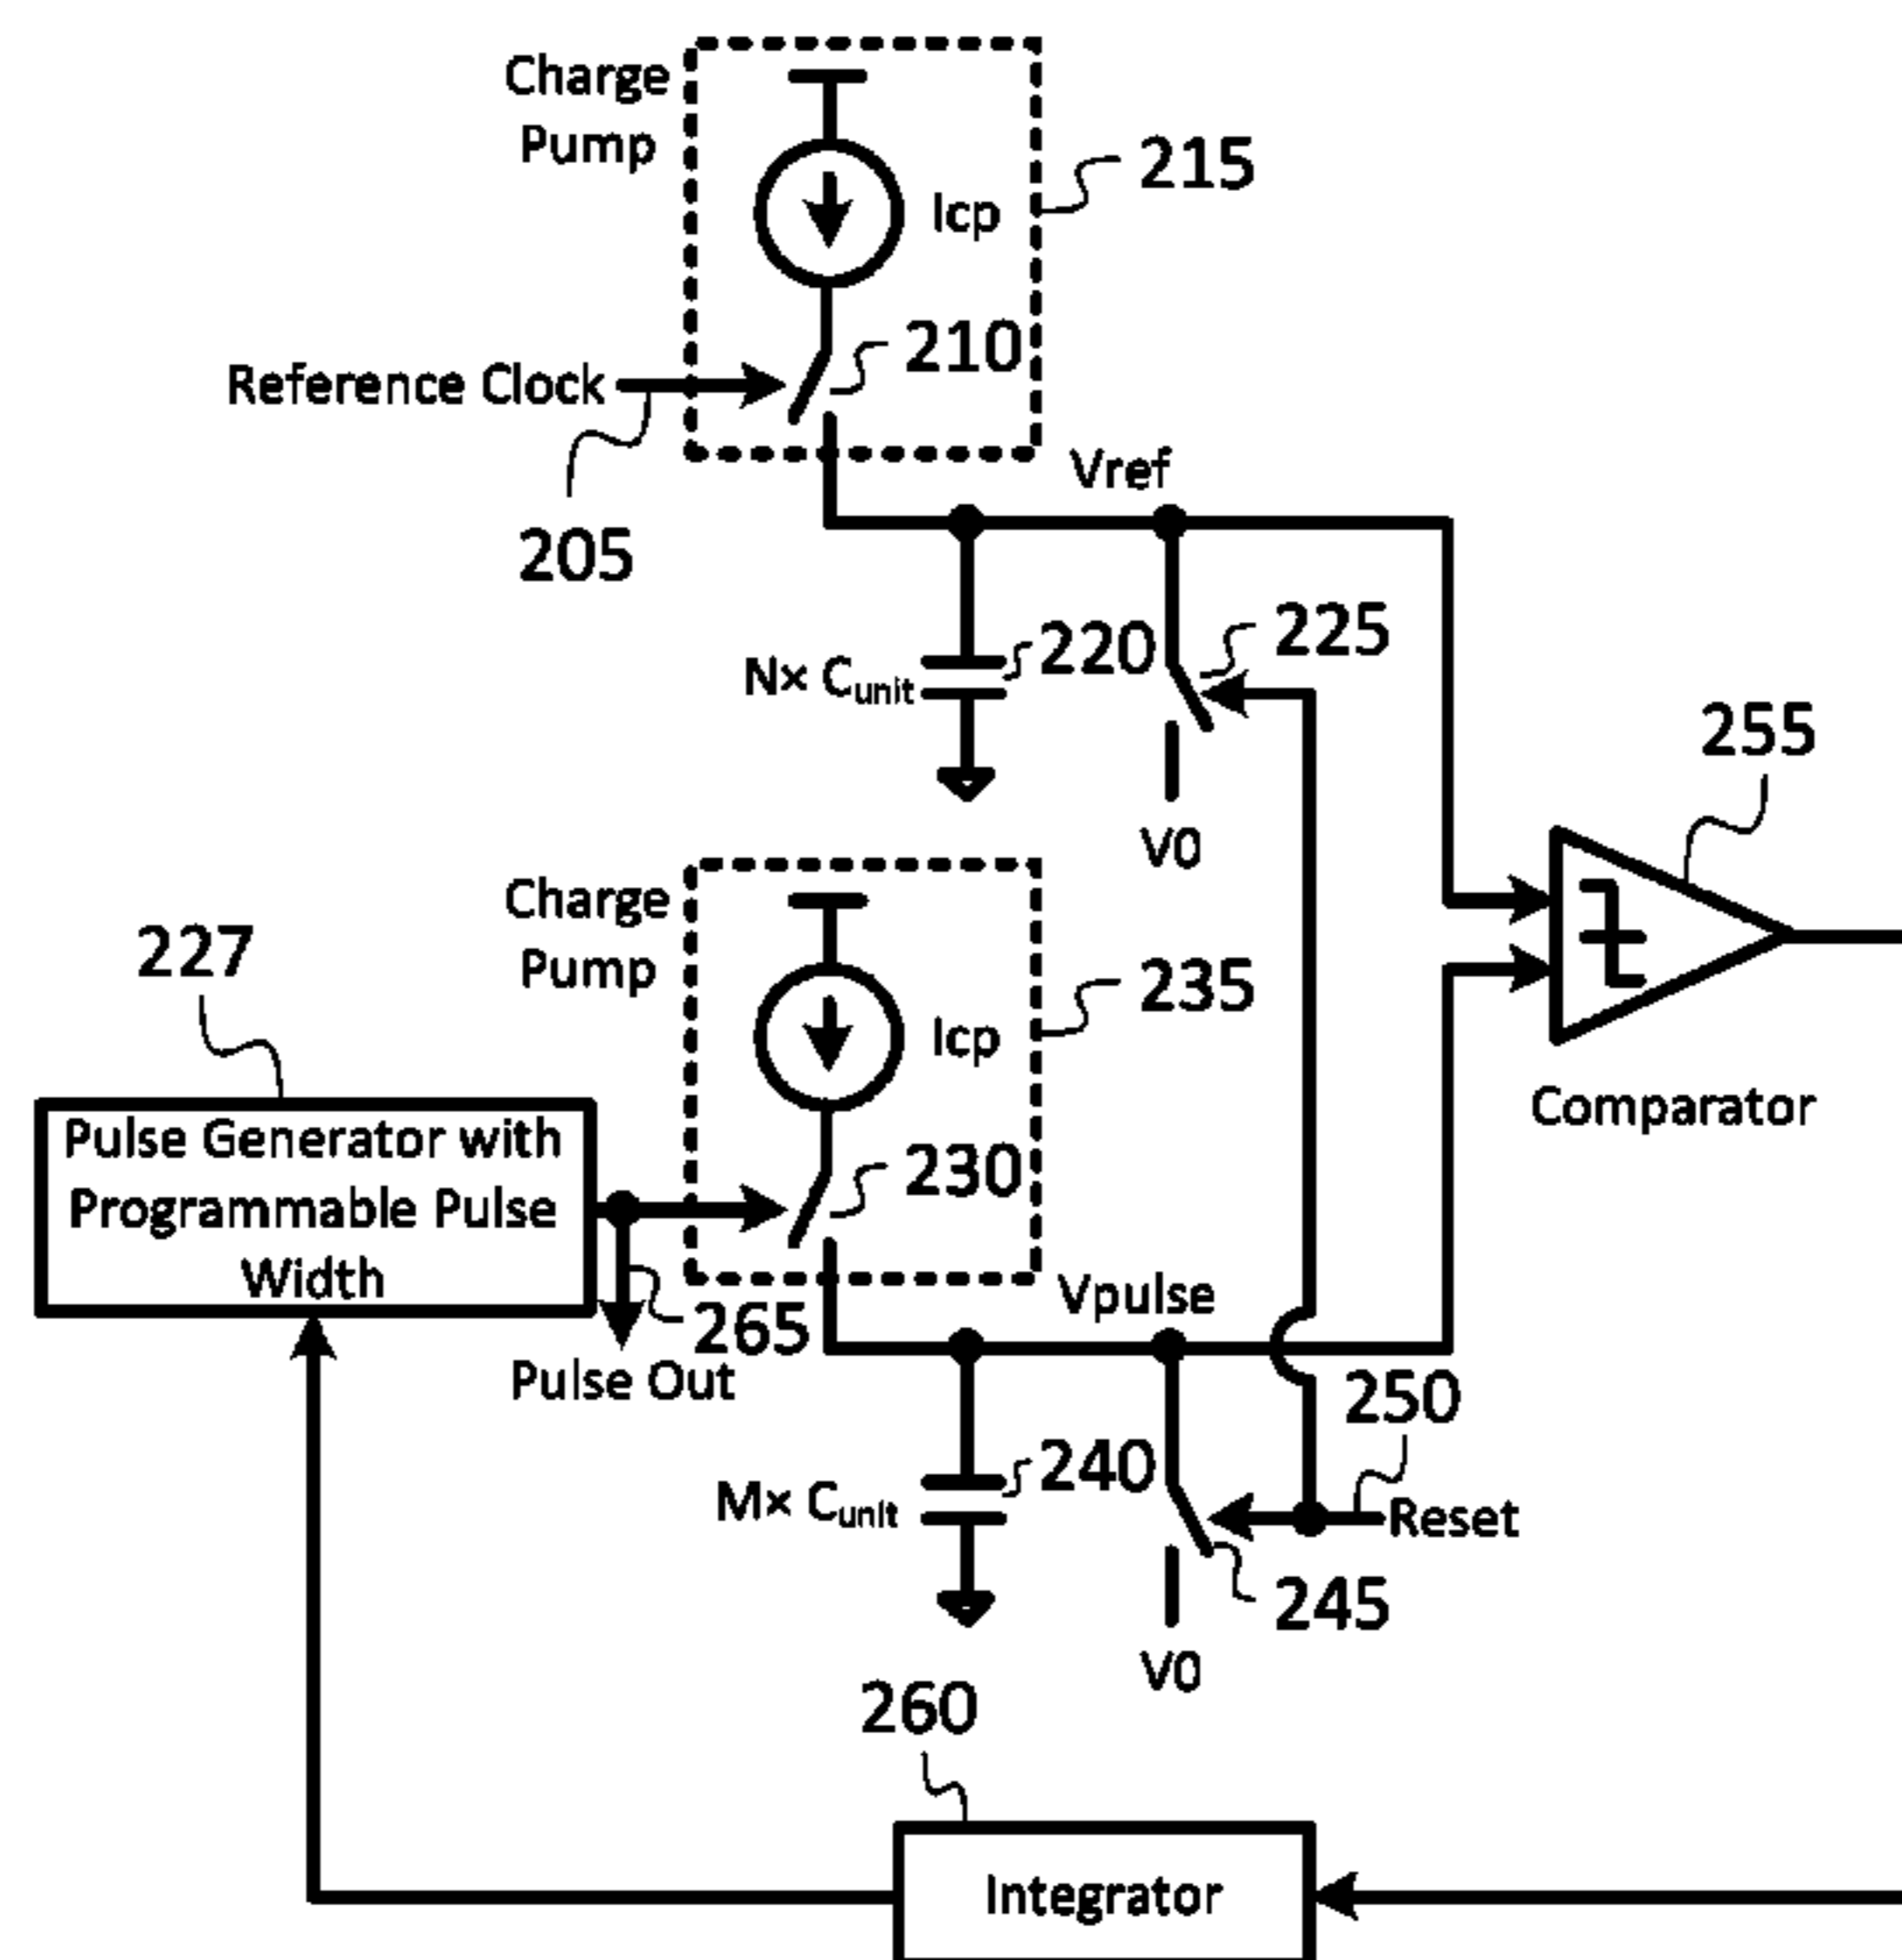 Charge
Pump
215
Icp
210
Reference Clock
205
Vref
220
225
N× Cunit
V0
255
Comparator
Charge
Pump
235
Icp
227
Pulse Generator with
Programmable Pulse
Width
230
265
Pulse Out
Vpulse
250
240
M× Cunit
Reset
245
V0
260
Integrator